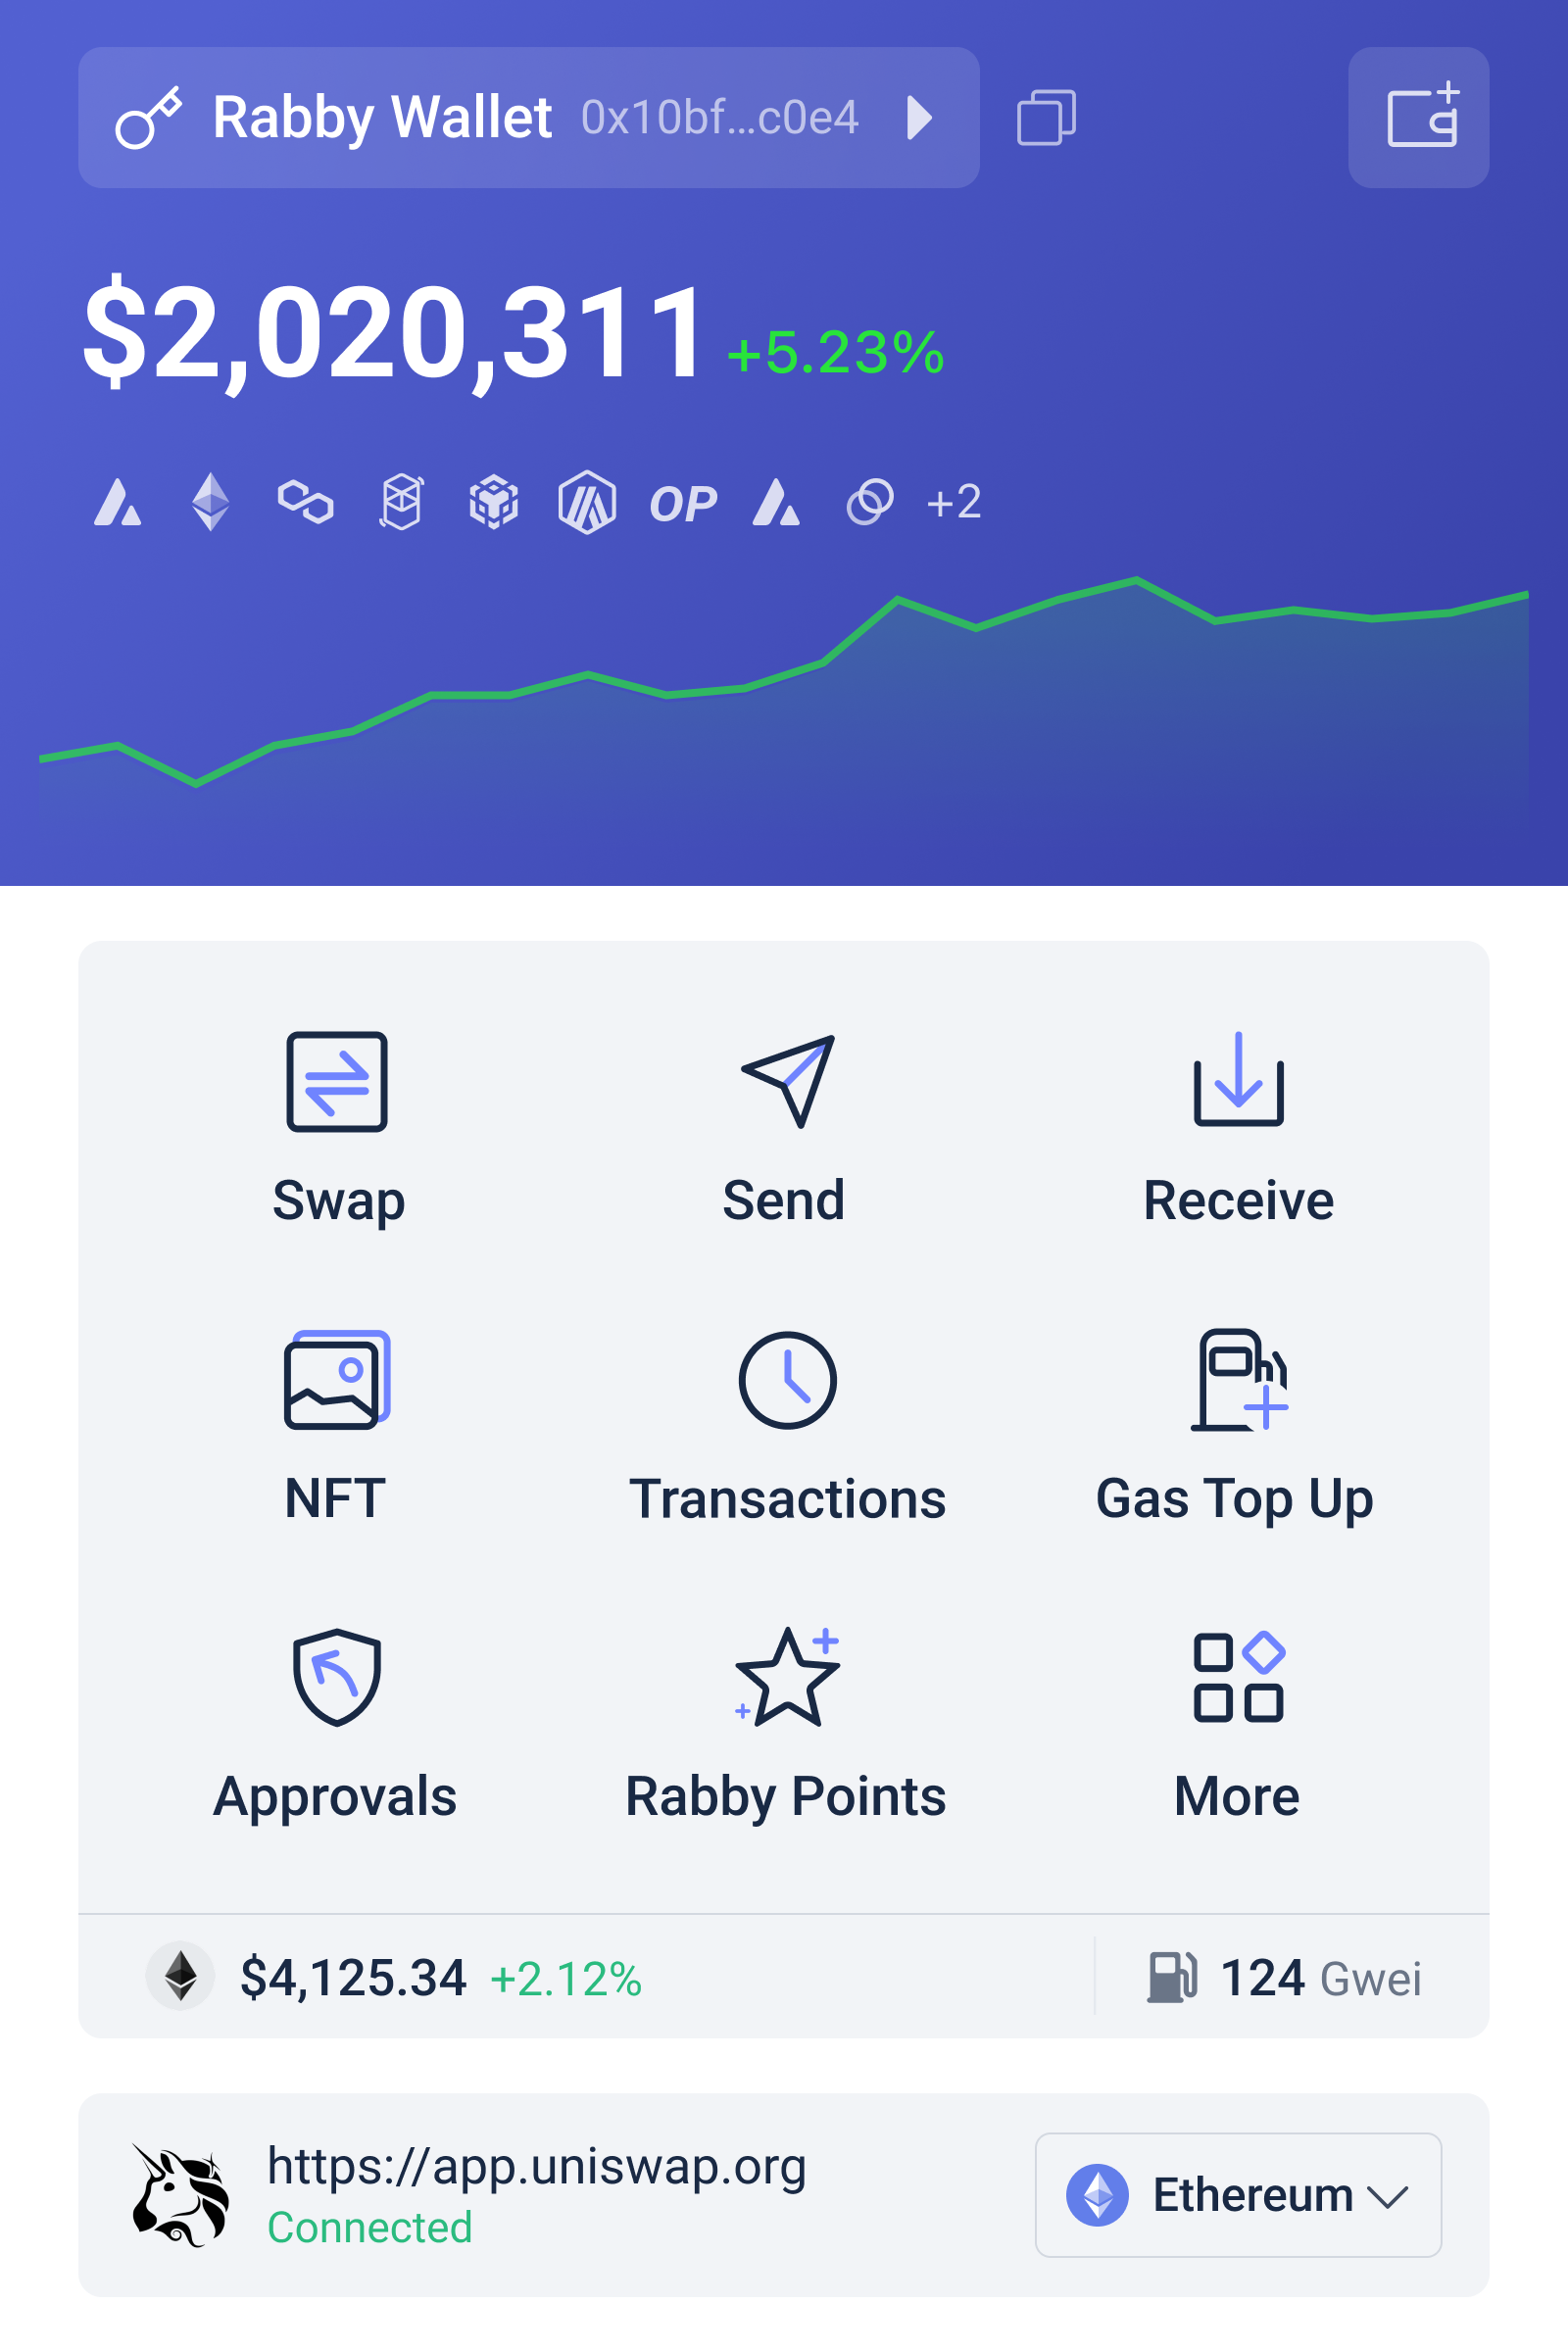 Rabby Wallet 0x10bf...c0e4
$2,020,311 +5.23%
OP +2
Swap Send Receive
NFT Transactions Gas Top Up
Approvals Rabby Points More
$4,125.34 +2.12% 124 Gwei
https://app.uniswap.org
Connected
Ethereum